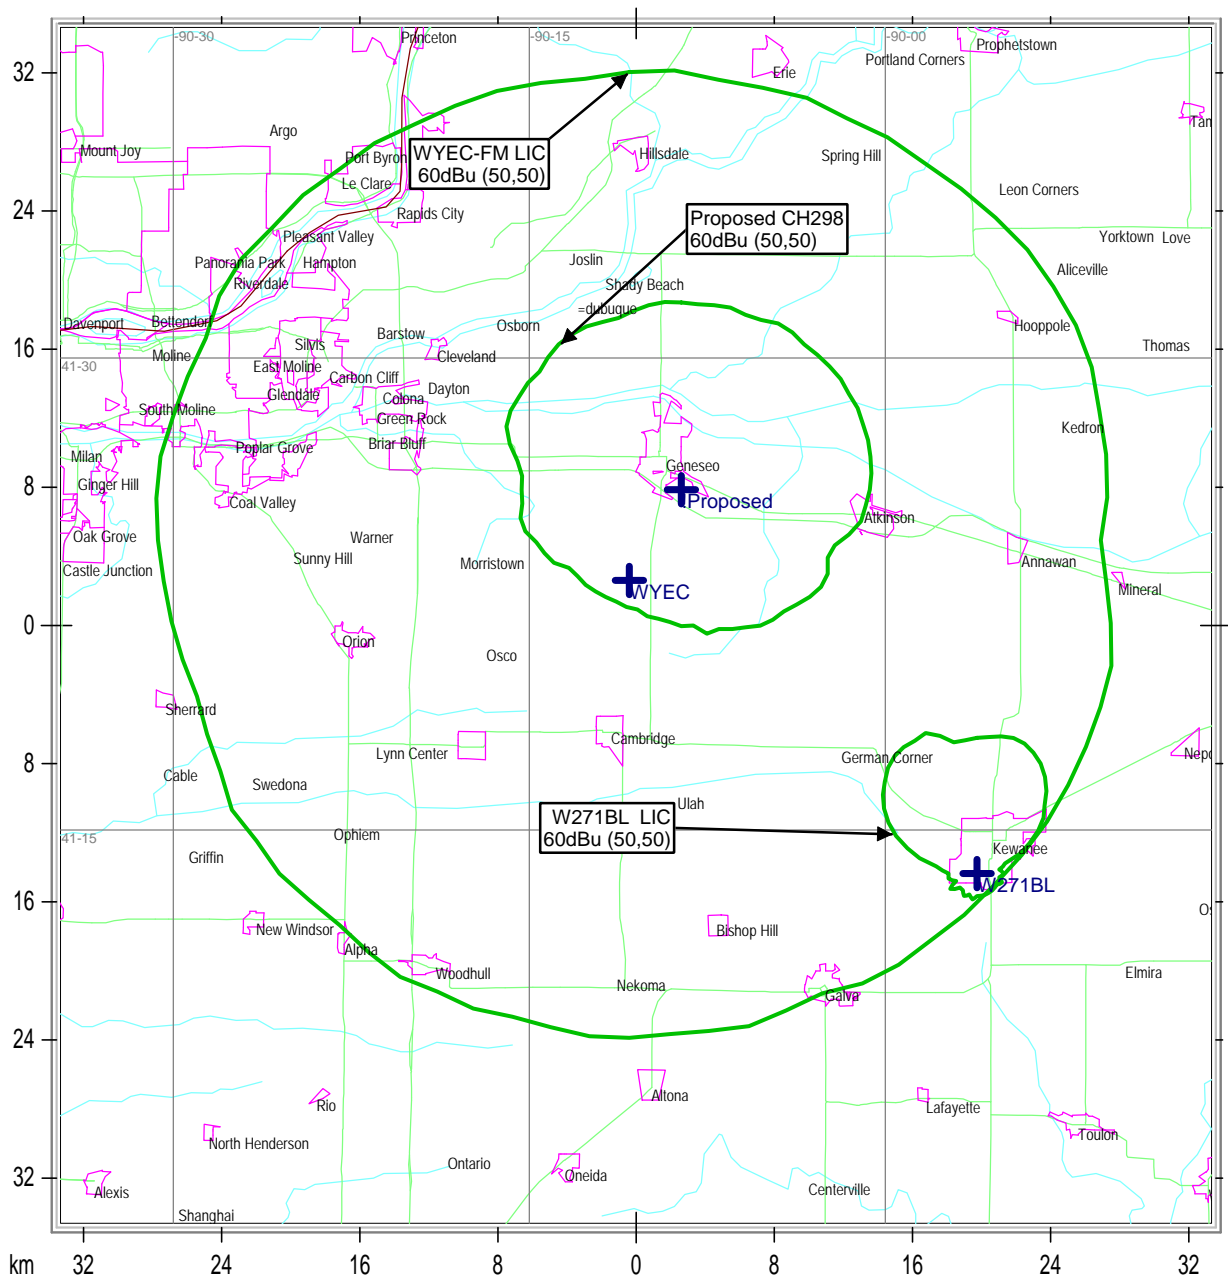 -90-30
-90-15
-90-00
Princeton
Prophetstown
Portland Corners
32
Erie
Argo
Mount Joy
WYEC-FM LIC
60dBu (50,50)
Port Byron
Hillsdale
Spring Hill
Le Clare
Leon Corners
24
Rapids City
Proposed CH298
60dBu (50,50)
Pleasant Valley
Yorktown
Love
Panorania Park
Hampton
Joslin
Aliceville
Riverdale
Shady Beach
=dubuque
Davenport
Bettendorf
Osborn
Hooppole
Barstow
16
Silvis
Thomas
Moline
Cleveland
41-30
East Moline
Carbon Cliff
Dayton
Glendale
Colona
South Moline
Green Rock
Kedron
Poplar Grove
Briar Bluff
Milan
Geneseo
8
Ginger Hill
Coal Valley
Proposed
Atkinson
Oak Grove
Warner
Sunny Hill
Morristown
Annawan
Castle Junction
WYEC
Mineral
0
Orion
Osco
Sherrard
Cambridge
Lynn Center
German Corner
8
Cable
Swedona
Ulah
W271BL LIC
60dBu (50,50)
41-15
Ophiem
Kewanee
Griffin
W271BL
16
New Windsor
Bishop Hill
Alpha
Woodhull
Elmira
Nekoma
Galva
24
Altona
Rio
Lafayette
Toulon
North Henderson
Ontario
Oneida
32
Alexis
Centerville
Shanghai
km
32
24
16
8
0
8
16
24
32